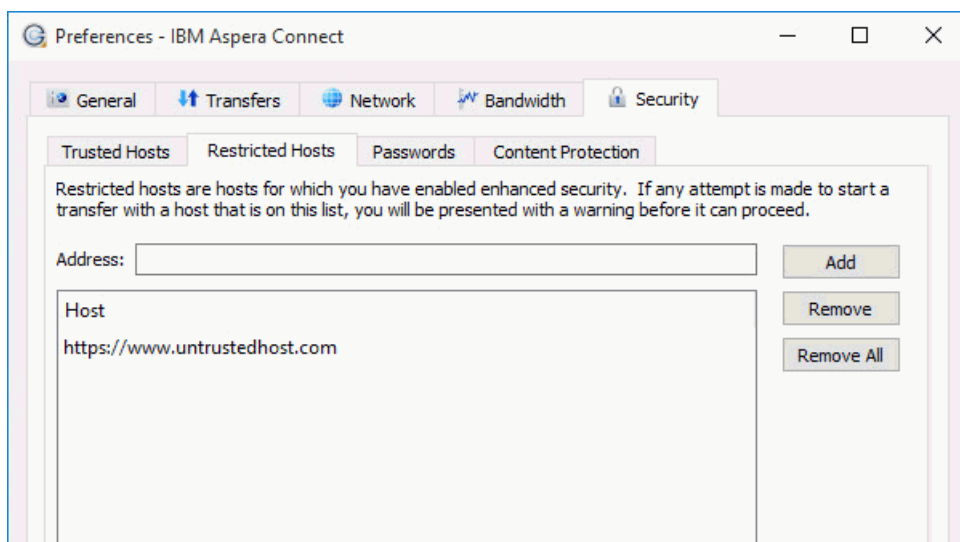 Preferences - IBM Aspera Connect
General Transfers Network Bandwidth Security
Trusted Hosts Restricted Hosts Passwords Content Protection
Restricted hosts are hosts for which you have enabled enhanced security.  If any attempt is made to start a
transfer with a host that is on this list, you will be presented with a warning before it can proceed.
Address: Add
Host Remove
https://www.untrustedhost.com Remove All